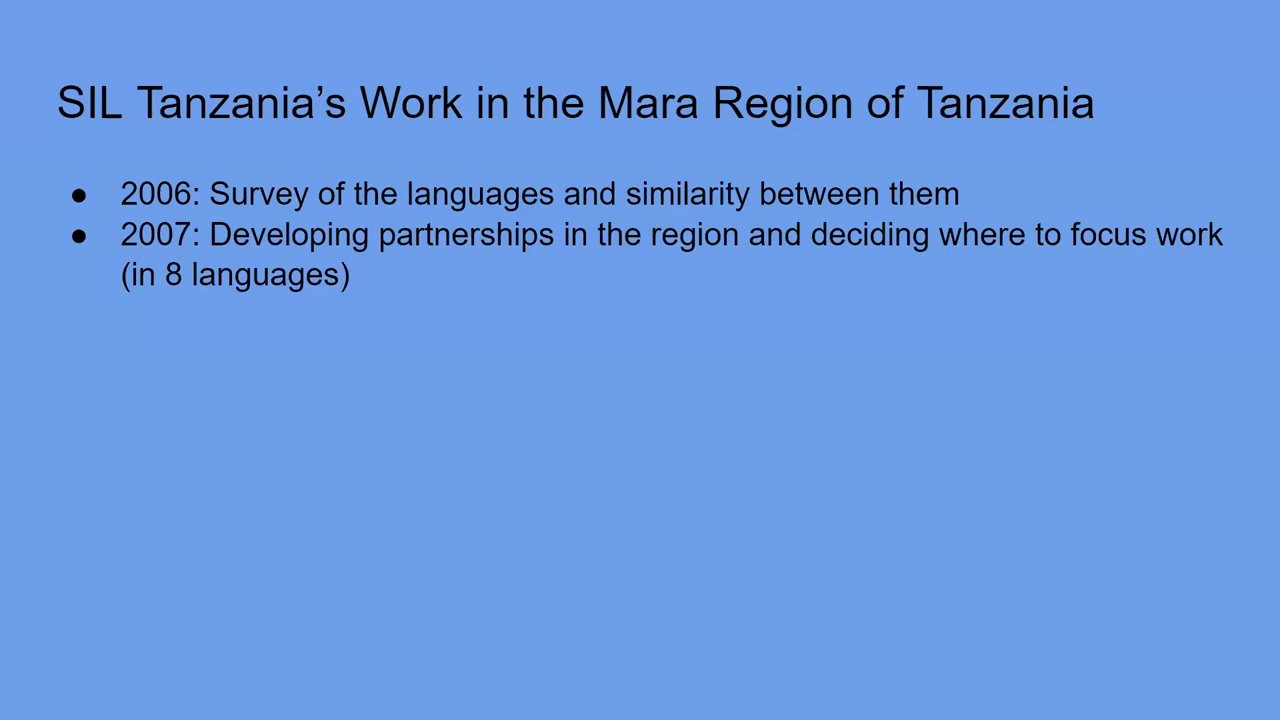 SIL Tanzania’s Work in the Mara Region of Tanzania
● 2006: Survey of the languages and similarity between them
● 2007: Developing partnerships in the region and deciding where to focus work
(in 8 languages)